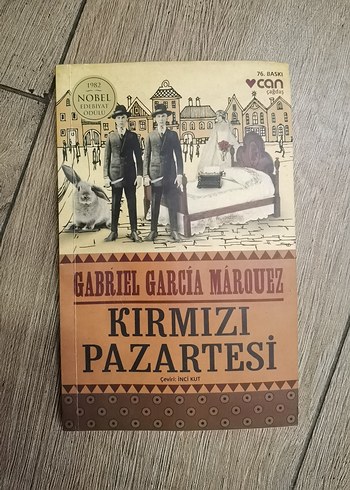 76. BASKI
can
çağdaş
1982
NOBEL
EDEBİYAT
ÖDÜLÜ
GABRIEL GARCÍA MÁRQUEZ
KIRMIZI
PAZARTESİ
Çeviri: İNCİ KUT